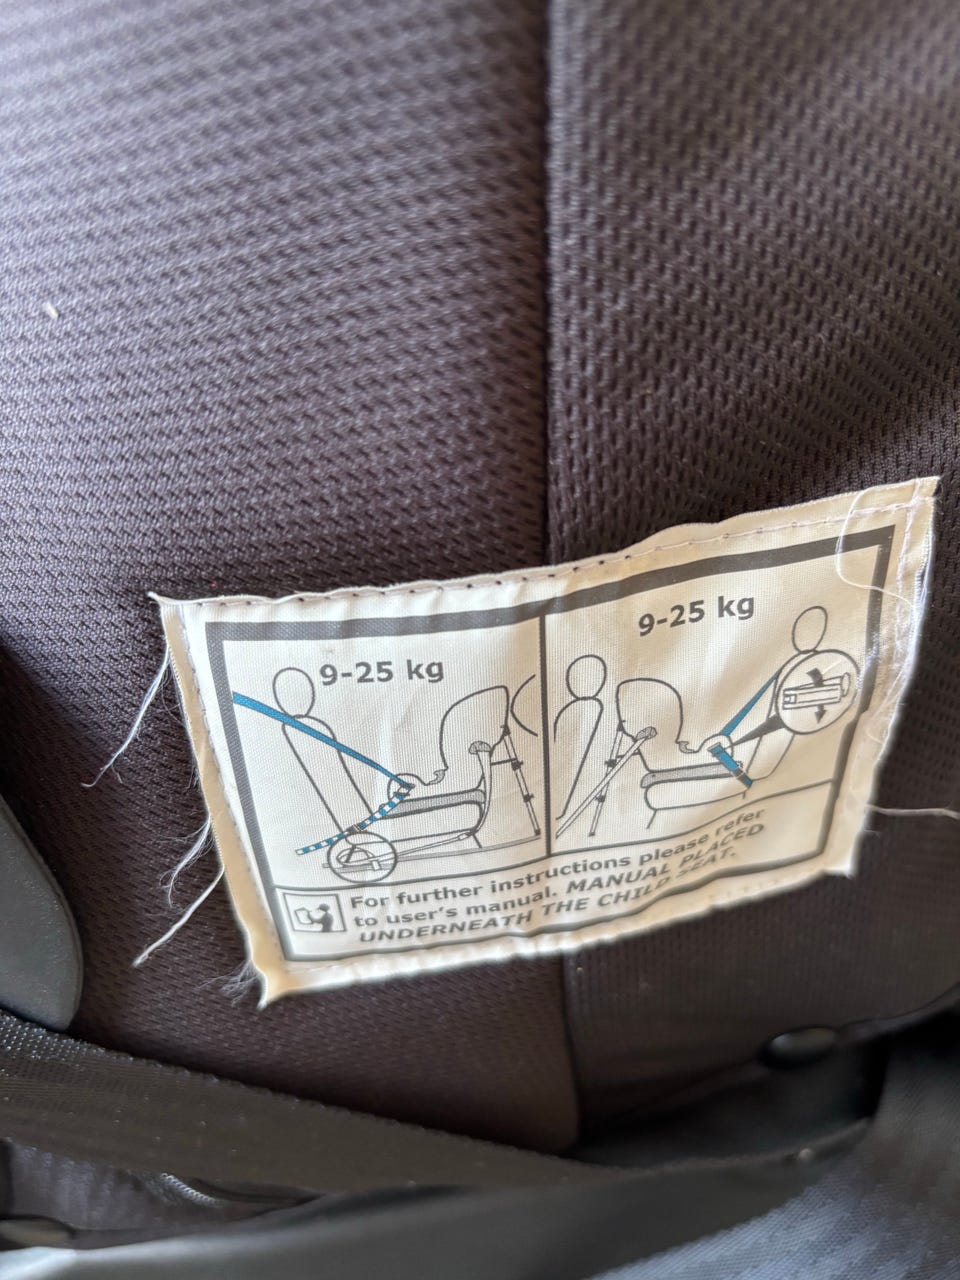 9-25 kg
9-25 kg
For further instructions please refer
to user's manual. MANUAL PLACED
UNDERNEATH THE CHILD SEAT.